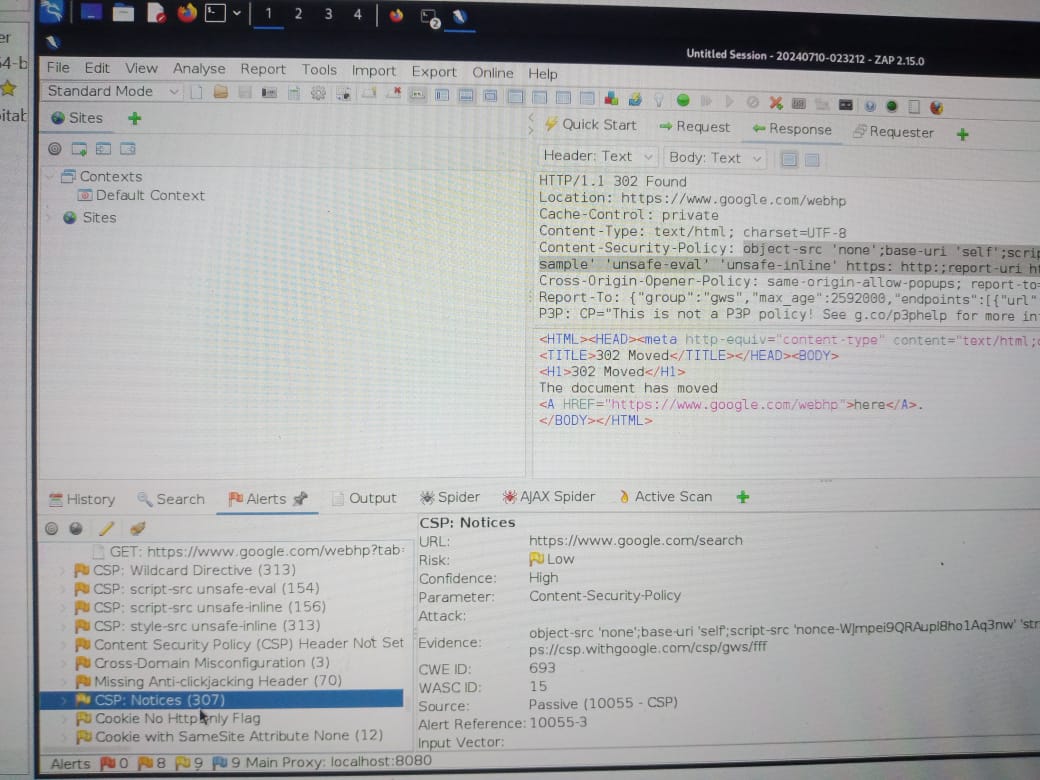 1 2 3 4 2
Untitled Session - 20240710-023212 - ZAP 2.15.0
er
File Edit View Analyse Report Tools Import Export Online Help
Standard Mode
Sites
Quick Start Request Response Requester
Header: Text Body: Text
Contexts
Default Context
Sites
HTTP/1.1 302 Found
Location: https://www.google.com/webhp
Cache-Control: private
Content-Type: text/html; charset=UTF-8
Content-Security-Policy: object-src 'none';base-uri 'self';scrip
sample' 'unsafe-eval' 'unsafe-inline' https: http:;report-uri h
Cross-Origin-Opener-Policy: same-origin-allow-popups; report-to=
Report-To: {"group":"gws","max_age":2592000,"endpoints":[{"url"
P3P: CP="This is not a P3P policy! See g.co/p3phelp for more in
<HTML><HEAD><meta http-equiv="content-type" content="text/html;c
<TITLE>302 Moved</TITLE></HEAD><BODY>
<H1>302 Moved</H1>
The document has moved
<A HREF="https://www.google.com/webhp">here</A>.
</BODY></HTML>
History Search Alerts Output Spider AJAX Spider Active Scan
GET: https://www.google.com/webhp?tab
CSP: Wildcard Directive (313)
CSP: script-src unsafe-eval (154)
CSP: script-src unsafe-inline (156)
CSP: style-src unsafe-inline (313)
Content Security Policy (CSP) Header Not Set
Cross-Domain Misconfiguration (3)
Missing Anti-clickjacking Header (70)
CSP: Notices (307)
Cookie No HttpOnly Flag
Cookie with SameSite Attribute None (12)
CSP: Notices
URL: https://www.google.com/search
Risk: Low
Confidence: High
Parameter: Content-Security-Policy
Attack:
Evidence: object-src 'none';base-uri 'self';script-src
ps://csp.withgoogle.com/csp/gws/fff
CWE ID: 693
WASC ID: 15
Source: Passive (10055 - CSP)
Alert Reference: 10055-3
Input Vector:
Alerts 0 8 9 9 Main Proxy: localhost:8080